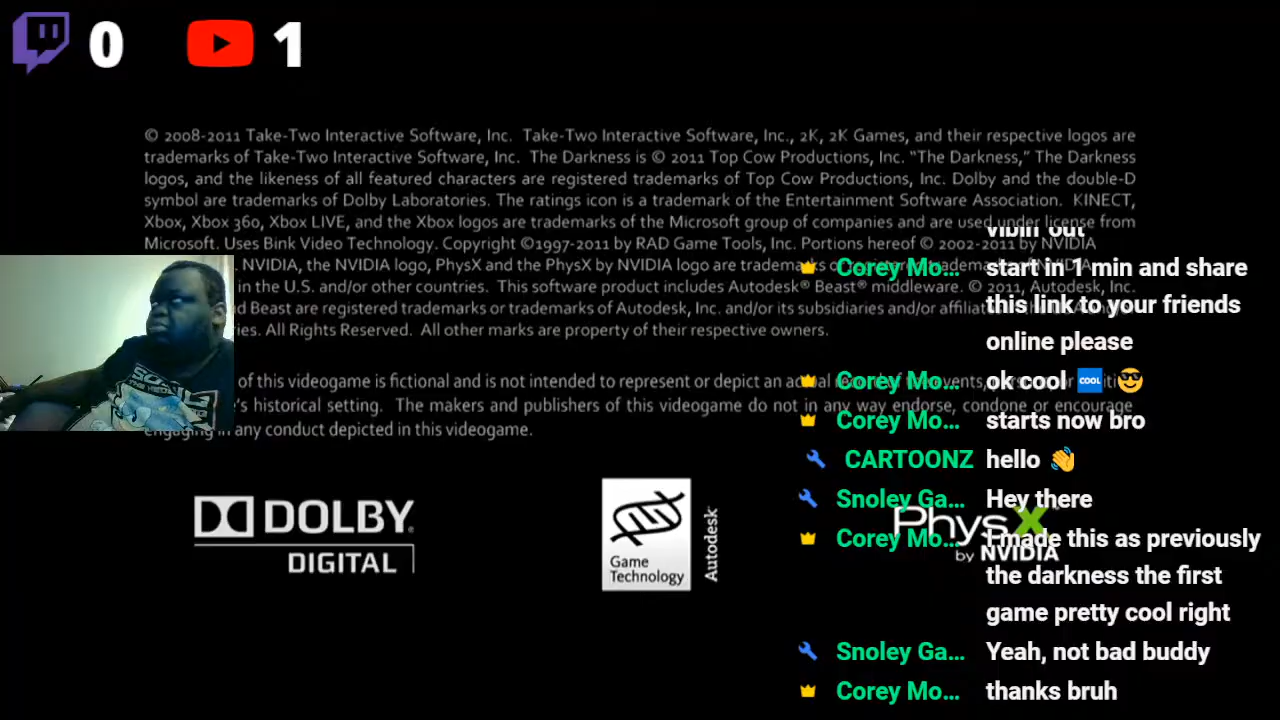 0 1
© 2008-2011 Take-Two Interactive Software, Inc. Take-Two Interactive Software, Inc., 2K, 2K Games, and their respective logos are
trademarks of Take-Two Interactive Software, Inc. The Darkness is © 2011 Top Cow Productions, Inc. “The Darkness,” The Darkness
logos, and the likeness of all featured characters are registered trademarks of Top Cow Productions, Inc. Dolby and the double-D
symbol are trademarks of Dolby Laboratories. The ratings icon is a trademark of the Entertainment Software Association. KINECT,
Xbox, Xbox 360, Xbox LIVE, and the Xbox logos are trademarks of the Microsoft group of companies and are used under license from
Microsoft. Uses Bink Video Technology. Copyright ©1997-2011 by RAD Game Tools, Inc. Portions hereof © 2002-2011 by NVIDIA
NVIDIA, the NVIDIA logo, PhysX and the PhysX by NVIDIA logo are trademarks or registered trademarks of NVIDIA
in the U.S. and/or other countries. This software product includes Autodesk® Beast® middleware. © 2011, Autodesk, Inc.
Beast are registered trademarks or trademarks of Autodesk, Inc. and/or its subsidiaries and/or
All Rights Reserved. All other marks are property of their respective owners.
of this videogame is fictional and is not intended to represent or depict an actual
historical setting. The makers and publishers of this videogame do not in any way endorse, condone or encourage
engaging in any conduct depicted in this videogame.
DOLBY
DIGITAL
Game
Technology
Autodesk®
PhysX
by NVIDIA
vibin out
Corey Mo... start in 1 min and share
this link to your friends
online please
Corey Mo... ok cool 🆒 😎
Corey Mo... starts now bro
CARTOONZ hello 👋
Snoley Ga... Hey there
Corey Mo... I made this as previously
the darkness the first
game pretty cool right
Snoley Ga... Yeah, not bad buddy
Corey Mo... thanks bruh